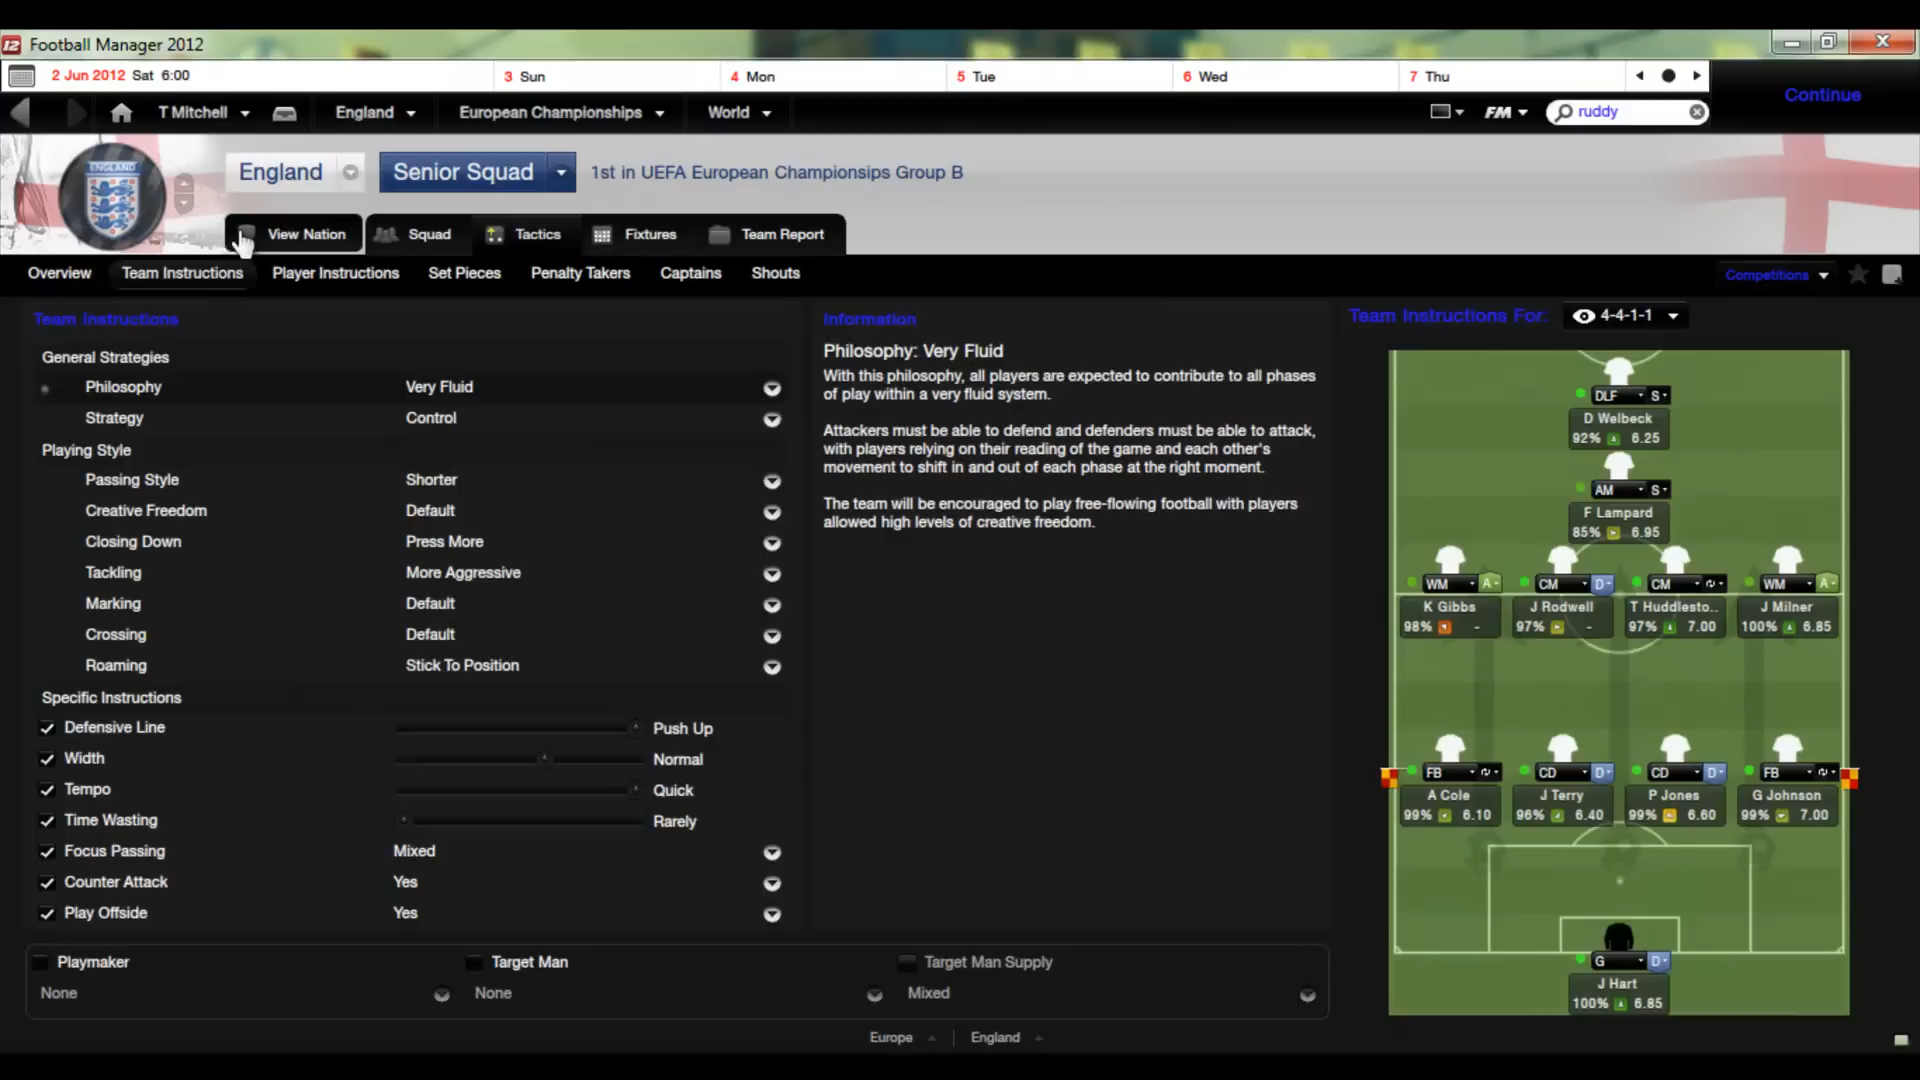 12 Football Manager 2012
2 Jun 2012 Sat 6:00 3 Sun 4 Mon 5 Tue 6 Wed 7 Thu
Continue
T Mitchell England European Championships World FM ruddy
ENGLAND
England Senior Squad 1st in UEFA European Championsips Group B
View Nation Squad Tactics Fixtures Team Report
Overview Team Instructions Player Instructions Set Pieces Penalty Takers Captains Shouts Competitions
Team Instructions
General Strategies
Philosophy Very Fluid
Strategy Control
Playing Style
Passing Style Shorter
Creative Freedom Default
Closing Down Press More
Tackling More Aggressive
Marking Default
Crossing Default
Roaming Stick To Position
Specific Instructions
Defensive Line Push Up
Width Normal
Tempo Quick
Time Wasting Rarely
Focus Passing Mixed
Counter Attack Yes
Play Offside Yes
Playmaker Target Man Target Man Supply
None None Mixed
Information
Philosophy: Very Fluid
With this philosophy, all players are expected to contribute to all phases
of play within a very fluid system.
Attackers must be able to defend and defenders must be able to attack,
with players relying on their reading of the game and each other's
movement to shift in and out of each phase at the right moment.
The team will be encouraged to play free-flowing football with players
allowed high levels of creative freedom.
Team Instructions For: 4-4-1-1
DLF S
D Welbeck
92% 6.25
AM S
F Lampard
85% 6.95
WM A CM D CM WM A
K Gibbs J Rodwell T Huddlesto.. J Milner
98% - 97% - 97% 7.00 100% 6.85
FB CD D CD D FB
A Cole J Terry P Jones G Johnson
99% 6.10 96% 6.40 99% 6.60 99% 7.00
G D
J Hart
100% 6.85
Europe England